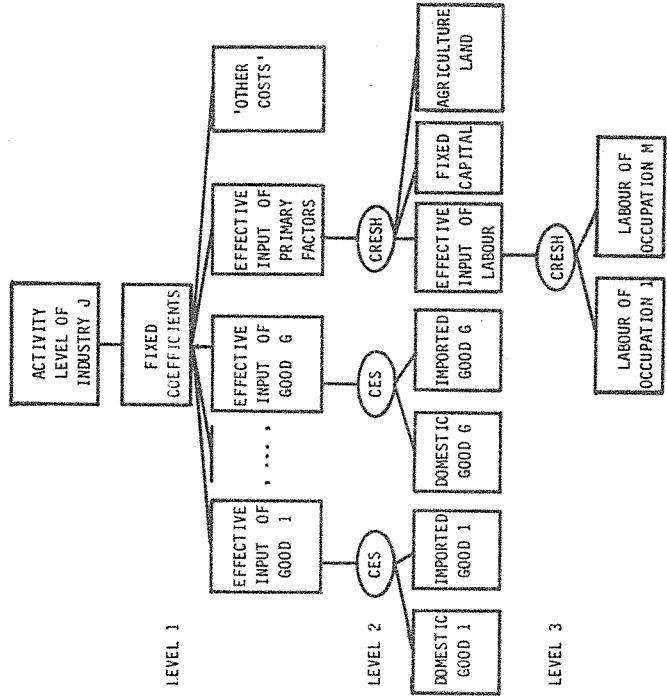 ACTIVITY
LEVEL OF
INDUSTRY J
LEVEL 1
FIXED
COEFFICIENTS
EFFECTIVE
INPUT OF
GOOD 1
, ... ,
EFFECTIVE
INPUT OF
GOOD G
EFFECTIVE
INPUT OF
PRIMARY
FACTORS
'OTHER
COSTS'
LEVEL 2
CES
CES
CRESH
DOMESTIC
GOOD 1
IMPORTED
GOOD 1
DOMESTIC
GOOD G
IMPORTED
GOOD G
EFFECTIVE
INPUT OF
LABOUR
FIXED
CAPITAL
AGRICULTURE
LAND
LEVEL 3
CRESH
LABOUR OF
OCCUPATION 1
LABOUR OF
OCCUPATION M